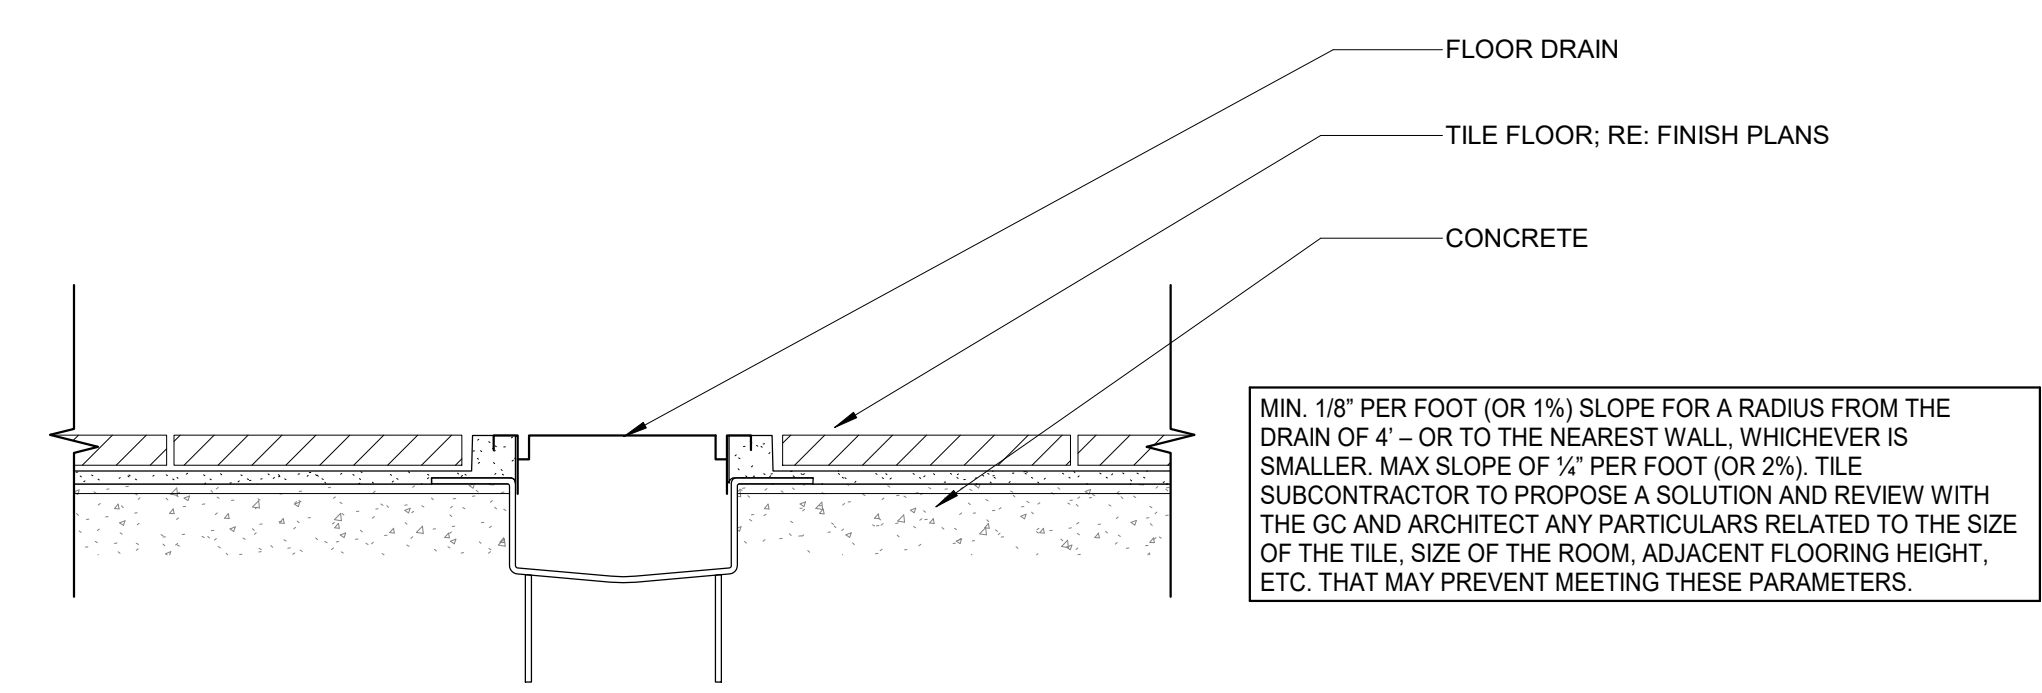 FLOOR DRAIN
TILE FLOOR; RE: FINISH PLANS
CONCRETE
MIN. 1/8” PER FOOT (OR 1%) SLOPE FOR A RADIUS FROM THE
DRAIN OF 4’ – OR TO THE NEAREST WALL, WHICHEVER IS
SMALLER. MAX SLOPE OF ¼” PER FOOT (OR 2%). TILE
SUBCONTRACTOR TO PROPOSE A SOLUTION AND REVIEW WITH
THE GC AND ARCHITECT ANY PARTICULARS RELATED TO THE SIZE
OF THE TILE, SIZE OF THE ROOM, ADJACENT FLOORING HEIGHT,
ETC. THAT MAY PREVENT MEETING THESE PARAMETERS.